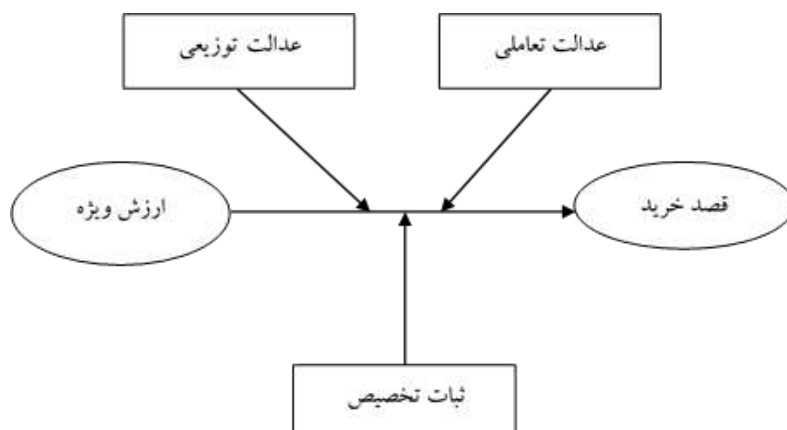 عدالت توزیعی
عدالت تعاملی
ارزش ویژه
قصد خرید
ثبات تخصیص